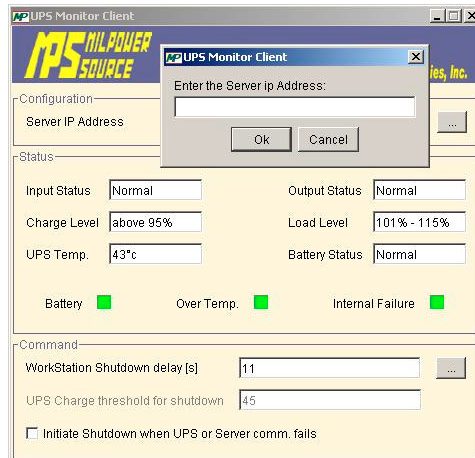 UPS Monitor Client
MPS MILPOWER SOURCE
ies, Inc.
UPS Monitor Client
Enter the Server ip Address:
Ok Cancel
Configuration
Server IP Address ...
Status
Input Status Normal Output Status Normal
Charge Level above 95% Load Level 101% - 115%
UPS Temp. 43°c Battery Status Normal
Battery Over Temp. Internal Failure
Command
WorkStation Shutdown delay [s] 11 ...
UPS Charge threshold for shutdown 45
Initiate Shutdown when UPS or Server comm. fails